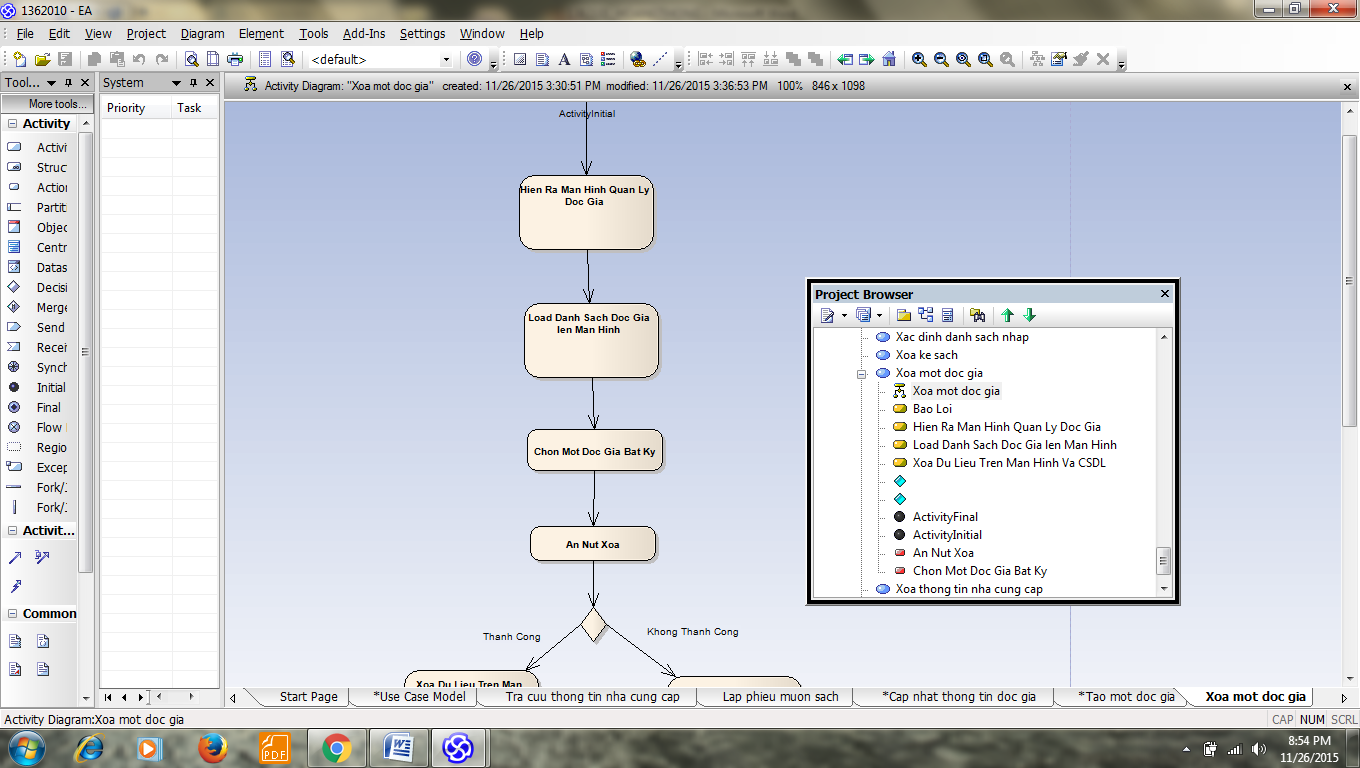 1362010 - EA
File Edit View Project Diagram Element Tools Add-Ins Settings Window Help
<default>
Tool...
System
Activity Diagram: "Xoa mot doc gia" created: 11/26/2015 3:30:51 PM modified: 11/26/2015 3:36:53 PM 100% 846 x 1098
More tools...
Priority Task
Activity
Activi
Struc
Action
Partiti
Objec
Centr
Datas
Decisi
Merge
Send
Recei
Synch
Initial
Final
Flow
Regio
Excep
Fork/J
Fork/J
Activit...
Common
ActivityInitial
Hien Ra Man Hinh Quan Ly
Doc Gia
Load Danh Sach Doc Gia
len Man Hinh
Chon Mot Doc Gia Bat Ky
An Nut Xoa
Thanh Cong
Khong Thanh Cong
Xoa Du Lieu Tren Man
Project Browser
Xac dinh danh sach nhap
Xoa ke sach
Xoa mot doc gia
Xoa mot doc gia
Bao Loi
Hien Ra Man Hinh Quan Ly Doc Gia
Load Danh Sach Doc Gia len Man Hinh
Xoa Du Lieu Tren Man Hinh Va CSDL
ActivityFinal
ActivityInitial
An Nut Xoa
Chon Mot Doc Gia Bat Ky
Xoa thong tin nha cung cap
Start Page *Use Case Model Tra cuu thong tin nha cung cap Lap phieu muon sach *Cap nhat thong tin doc gia *Tao mot doc gia Xoa mot doc gia
Activity Diagram:Xoa mot doc gia
CAP NUM SCRL
PDF
8:54 PM
11/26/2015